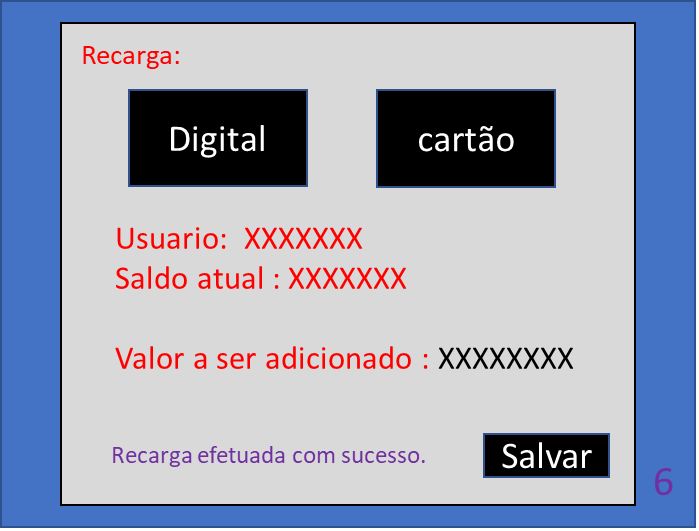 Recarga:
Digital
cartão
Usuario: XXXXXXX
Saldo atual : XXXXXXX
Valor a ser adicionado : XXXXXXXX
Recarga efetuada com sucesso.
Salvar
6